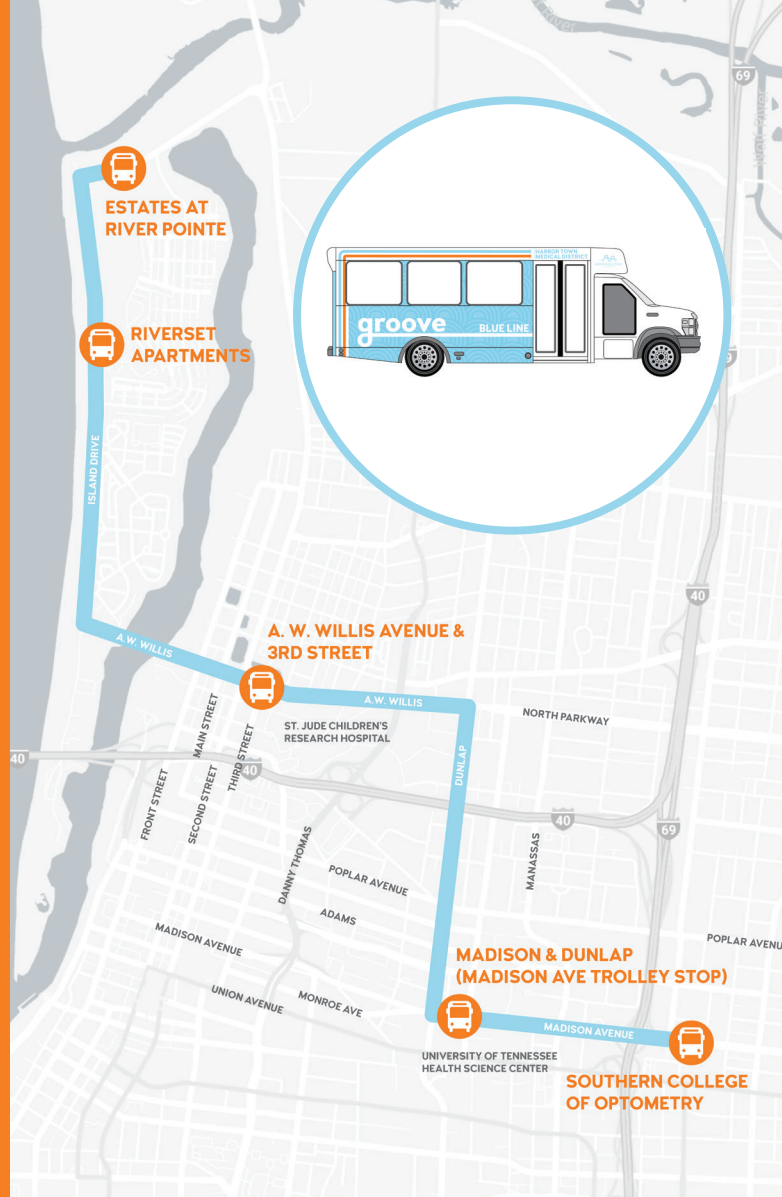 69
ESTATES AT
RIVER POINTE
HARBOR TOWN
MEDICAL DISTRICT
groove
BLUE LINE
RIVERSET
APARTMENTS
ISLAND DRIVE
40
A.W. WILLIS
A. W. WILLIS AVENUE &
3RD STREET
A.W. WILLIS
NORTH PARKWAY
ST. JUDE CHILDREN'S
RESEARCH HOSPITAL
MAIN STREET
THIRD STREET
DUNLAP
40
40
FRONT STREET
SECOND STREET
40
69
MANASSAS
DANNY THOMAS
POPLAR AVENUE
ADAMS
MADISON AVENUE
POPLAR AVENU
MADISON & DUNLAP
(MADISON AVE TROLLEY STOP)
UNION AVENUE
MONROE AVE
MADISON AVENUE
UNIVERSITY OF TENNESSEE
HEALTH SCIENCE CENTER
SOUTHERN COLLEGE
OF OPTOMETRY